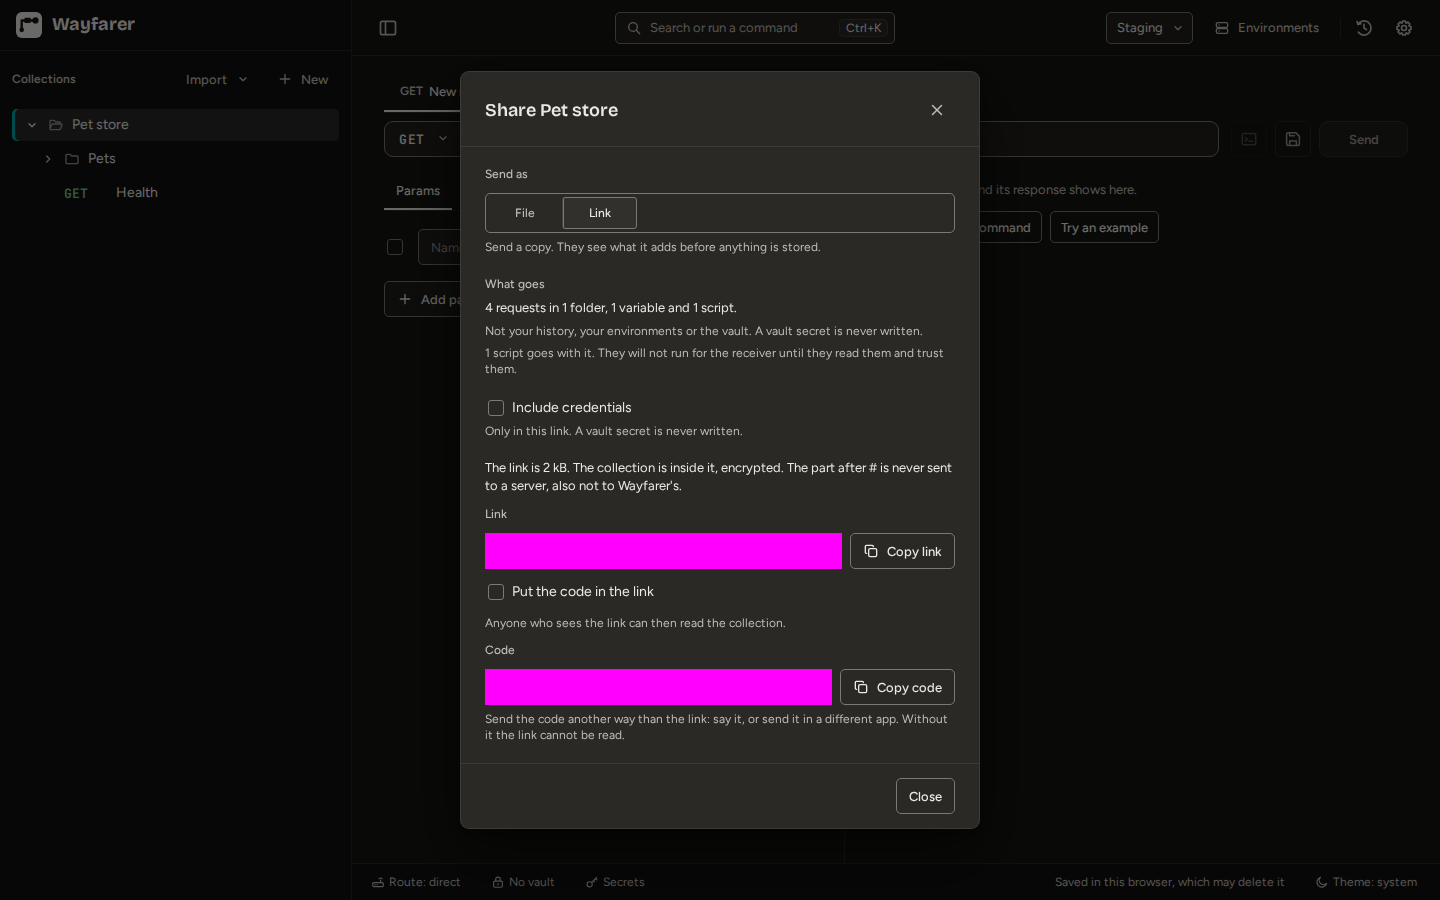 Wayfarer
Search or run a command
Ctrl+K
Staging
Environments
Collections
Import
New
Pet store
Pets
GET Health
GET New
GET
Send
Params
nd its response shows here.
Nam
ommand
Try an example
Add pa
Share Pet store
Send as
File
Link
Send a copy. They see what it adds before anything is stored.
What goes
4 requests in 1 folder, 1 variable and 1 script.
Not your history, your environments or the vault. A vault secret is never written.
1 script goes with it. They will not run for the receiver until they read them and trust
them.
Include credentials
Only in this link. A vault secret is never written.
The link is 2 kB. The collection is inside it, encrypted. The part after # is never sent
to a server, also not to Wayfarer's.
Link
Copy link
Put the code in the link
Anyone who sees the link can then read the collection.
Code
Copy code
Send the code another way than the link: say it, or send it in a different app. Without
it the link cannot be read.
Close
Route: direct
No vault
Secrets
Saved in this browser, which may delete it
Theme: system